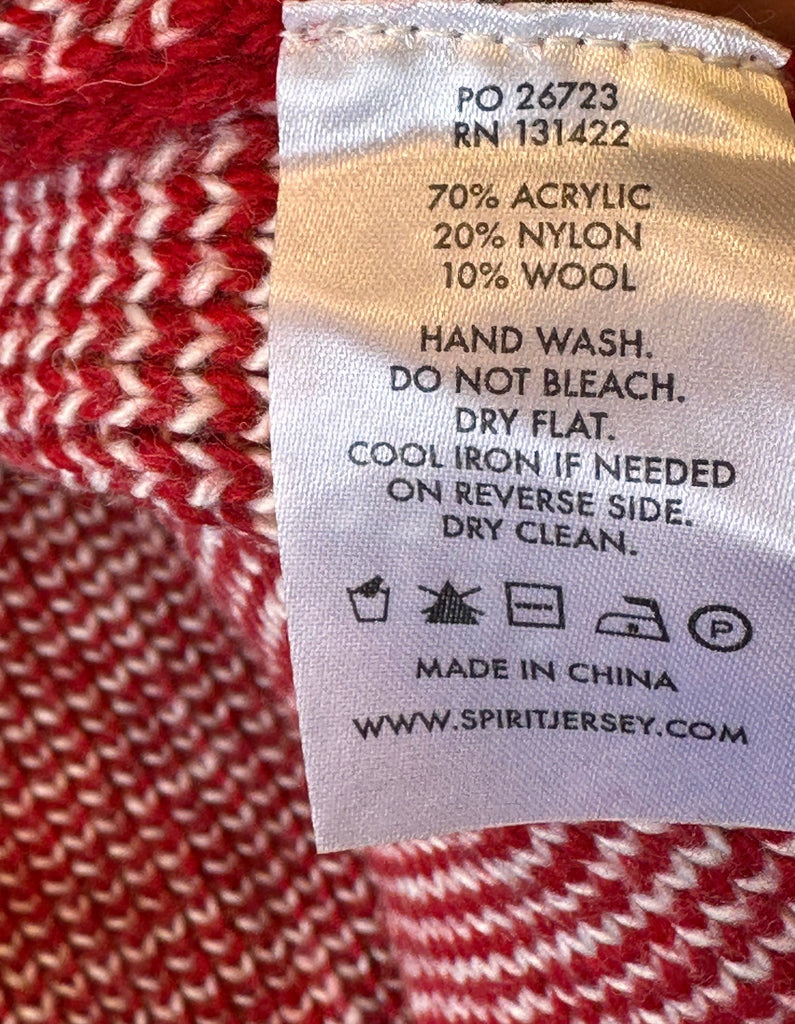 PO 26723
RN 131422
70% ACRYLIC
20% NYLON
10% WOOL
HAND WASH.
DO NOT BLEACH.
DRY FLAT.
COOL IRON IF NEEDED
ON REVERSE SIDE.
DRY CLEAN.
P
MADE IN CHINA
WWW.SPIRITJERSEY.COM